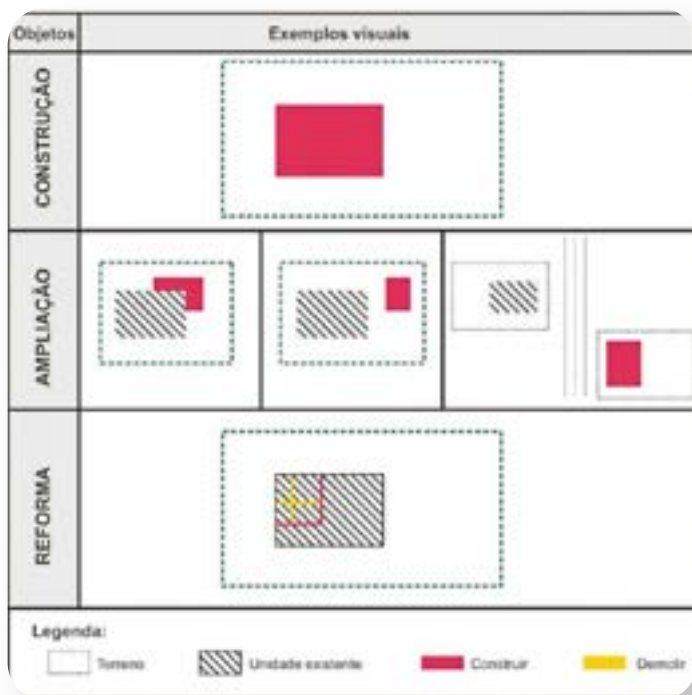 Objetos
Exemplos visuais
CONSTRUÇÃO
AMPLIAÇÃO
REFORMA
Legenda:
Terreno
Unidade existente
Construir
Demolir